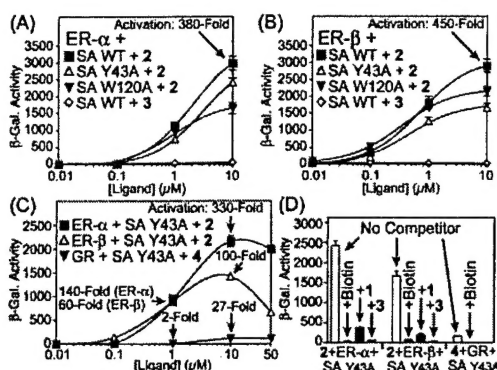 (A)
Activation: 380-Fold
ER-α +
■ SA WT + 2
△ SA Y43A + 2
▼ SA W120A + 2
◇ SA WT + 3
β-Gal. Activity
3000
2500
2000
1500
1000
500
0
0.01 0.1 1 10
[Ligand] (µM)
(B)
Activation: 450-Fold
ER-β +
■ SA WT + 2
△ SA Y43A + 2
▼ SA W120A + 2
◇ SA WT + 3
β-Gal. Activity
3500
3000
2500
2000
1500
1000
500
0
0.01 0.1 1 10
[Ligand] (µM)
(C)
Activation: 330-Fold
■ ER-α + SA Y43A + 2
△ ER-β + SA Y43A + 2
▼ GR + SA Y43A + 4
100-Fold
140-Fold (ER-α)
60-Fold (ER-β)
2-Fold
27-Fold
β-Gal. Activity
3000
2500
2000
1500
1000
500
0
0.01 0.1 1 10 50
[Ligand] (µM)
(D)
No Competitor
β-Gal. Activity
2500
2000
1500
1000
500
0
+Biotin
+1
+3
+Biotin
+1
+3
+Biotin
2+ER-α+ 2+ER-β+ 4+GR+
SA Y43A SA Y43A SA Y43A